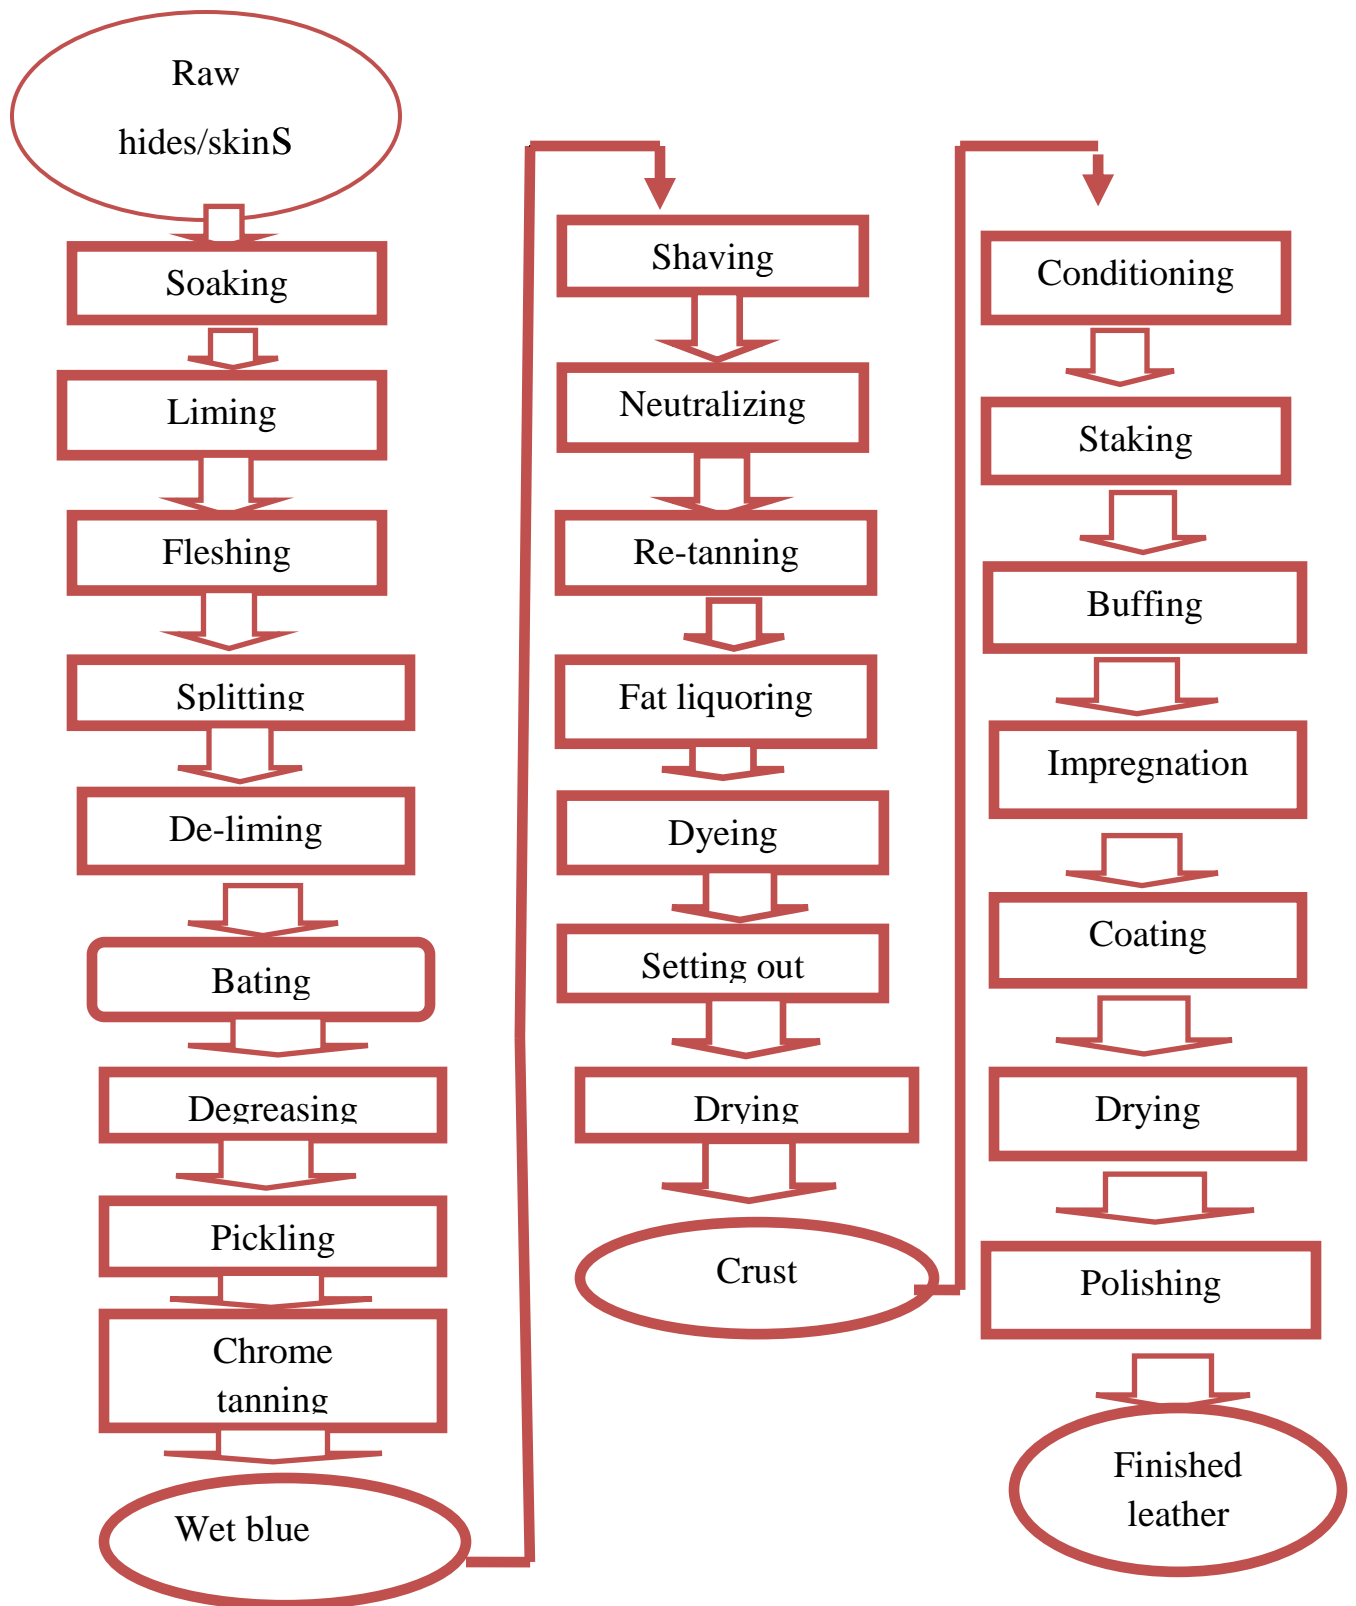 Raw
hides/skinS
Soaking
Liming
Fleshing
Splitting
De-liming
Bating
Degreasing
Pickling
Chrome
tanning
Wet blue
Shaving
Neutralizing
Re-tanning
Fat liquoring
Dyeing
Setting out
Drying
Crust
Conditioning
Staking
Buffing
Impregnation
Coating
Drying
Polishing
Finished
leather